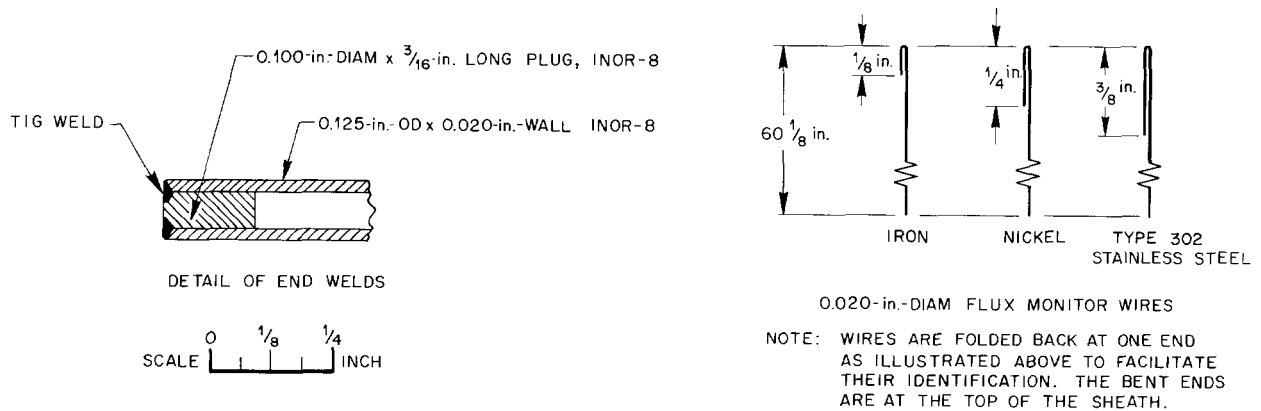 0.100-in.-DIAM x 3/16-in. LONG PLUG, INOR-8
TIG WELD
0.125-in.-OD x 0.020-in.-WALL INOR-8
DETAIL OF END WELDS
0 1/8 1/4
SCALE INCH
1/8 in.
1/4 in.
3/8 in.
60 1/8 in.
IRON
NICKEL
TYPE 302
STAINLESS STEEL
0.020-in.-DIAM FLUX MONITOR WIRES
NOTE: WIRES ARE FOLDED BACK AT ONE END
AS ILLUSTRATED ABOVE TO FACILITATE
THEIR IDENTIFICATION. THE BENT ENDS
ARE AT THE TOP OF THE SHEATH.